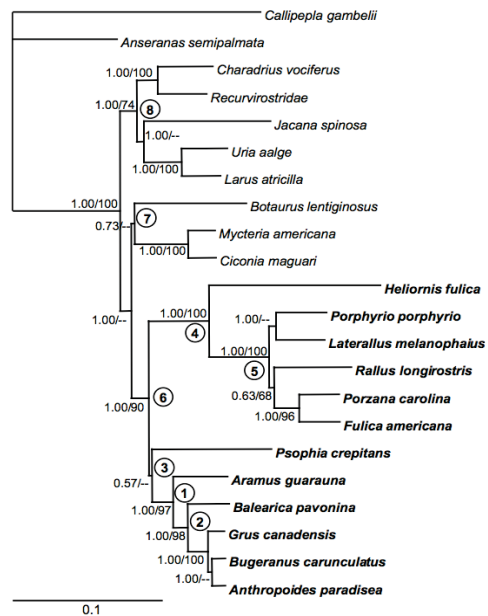 Callipepla gambelii
Anseranas semipalmata
Charadrius vociferus
1.00/100
Recurvirostridae
1.00/74
8
Jacana spinosa
1.00/--
Uria aalge
1.00/100
Larus atricilla
1.00/100
Botaurus lentiginosus
7
0.73/--
Mycteria americana
1.00/100
Ciconia maguari
Heliornis fulica
1.00/100
4
Porphyrio porphyrio
1.00/--
1.00/--
Laterallus melanophaius
1.00/100
5
Rallus longirostris
0.63/68
Porzana carolina
6
1.00/90
1.00/96
Fulica americana
Psophia crepitans
3
0.57/--
Aramus guarauna
1
1.00/97
Balearica pavonina
2
1.00/98
Grus canadensis
1.00/100
Bugeranus carunculatus
1.00/--
Anthropoides paradisea
0.1